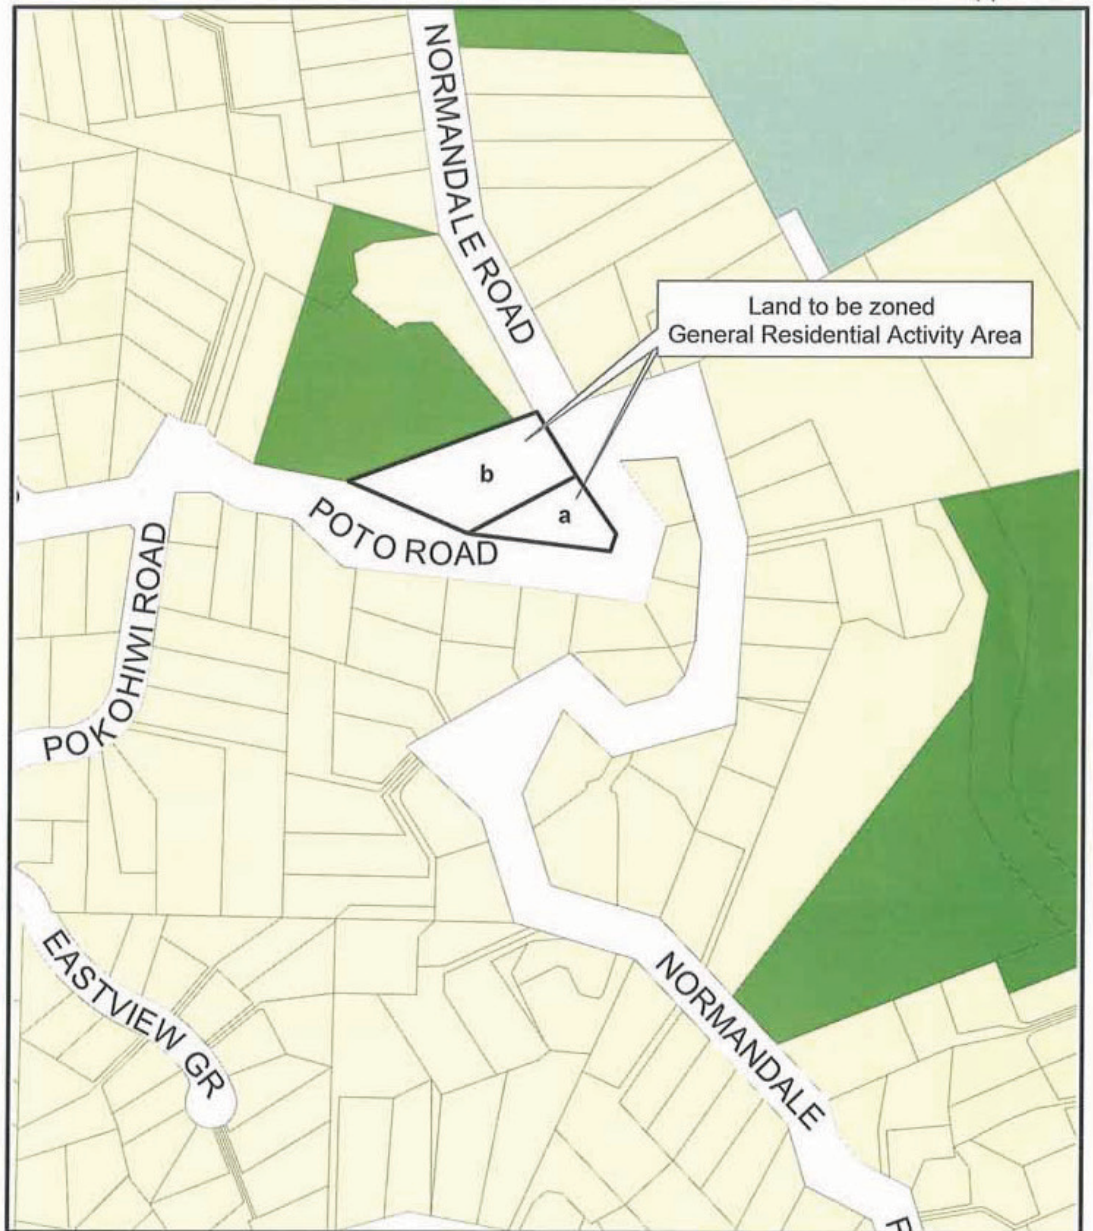 NORMANDALE ROAD
Land to be zoned
General Residential Activity Area
b
a
POTO ROAD
POKOHIWI ROAD
EASTVIEW GR
NORMANDALE